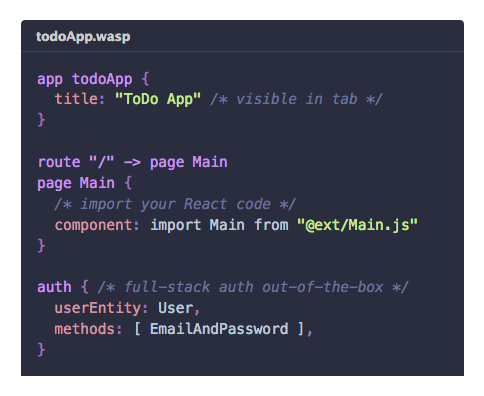 todoApp.wasp
app todoApp {
  title: "ToDo App" /* visible in tab */
}
route "/" -> page Main
page Main {
  /* import your React code */
  component: import Main from "@ext/Main.js"
}
auth { /* full-stack auth out-of-the-box */
  userEntity: User,
  methods: [ EmailAndPassword ],
}